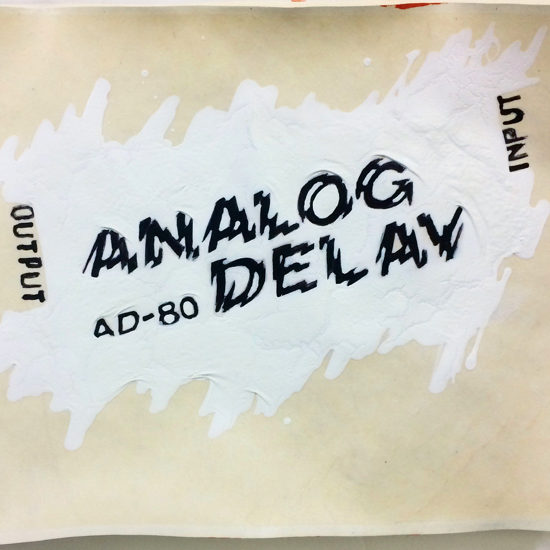 INPUT
ANALOG
DELAY
AD-80
OUTPUT